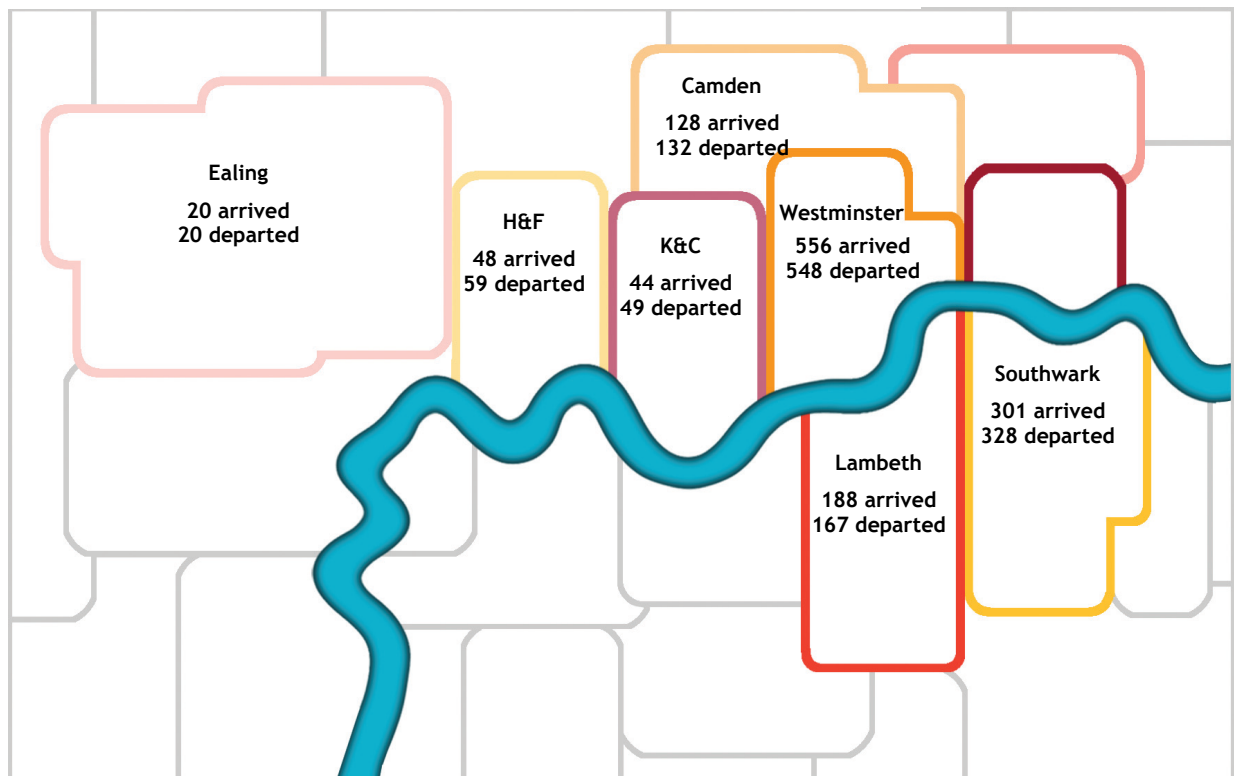 Camden
128 arrived
132 departed
Ealing
20 arrived
20 departed
H&F
48 arrived
59 departed
K&C
44 arrived
49 departed
Westminster
556 arrived
548 departed
Southwark
301 arrived
328 departed
Lambeth
188 arrived
167 departed